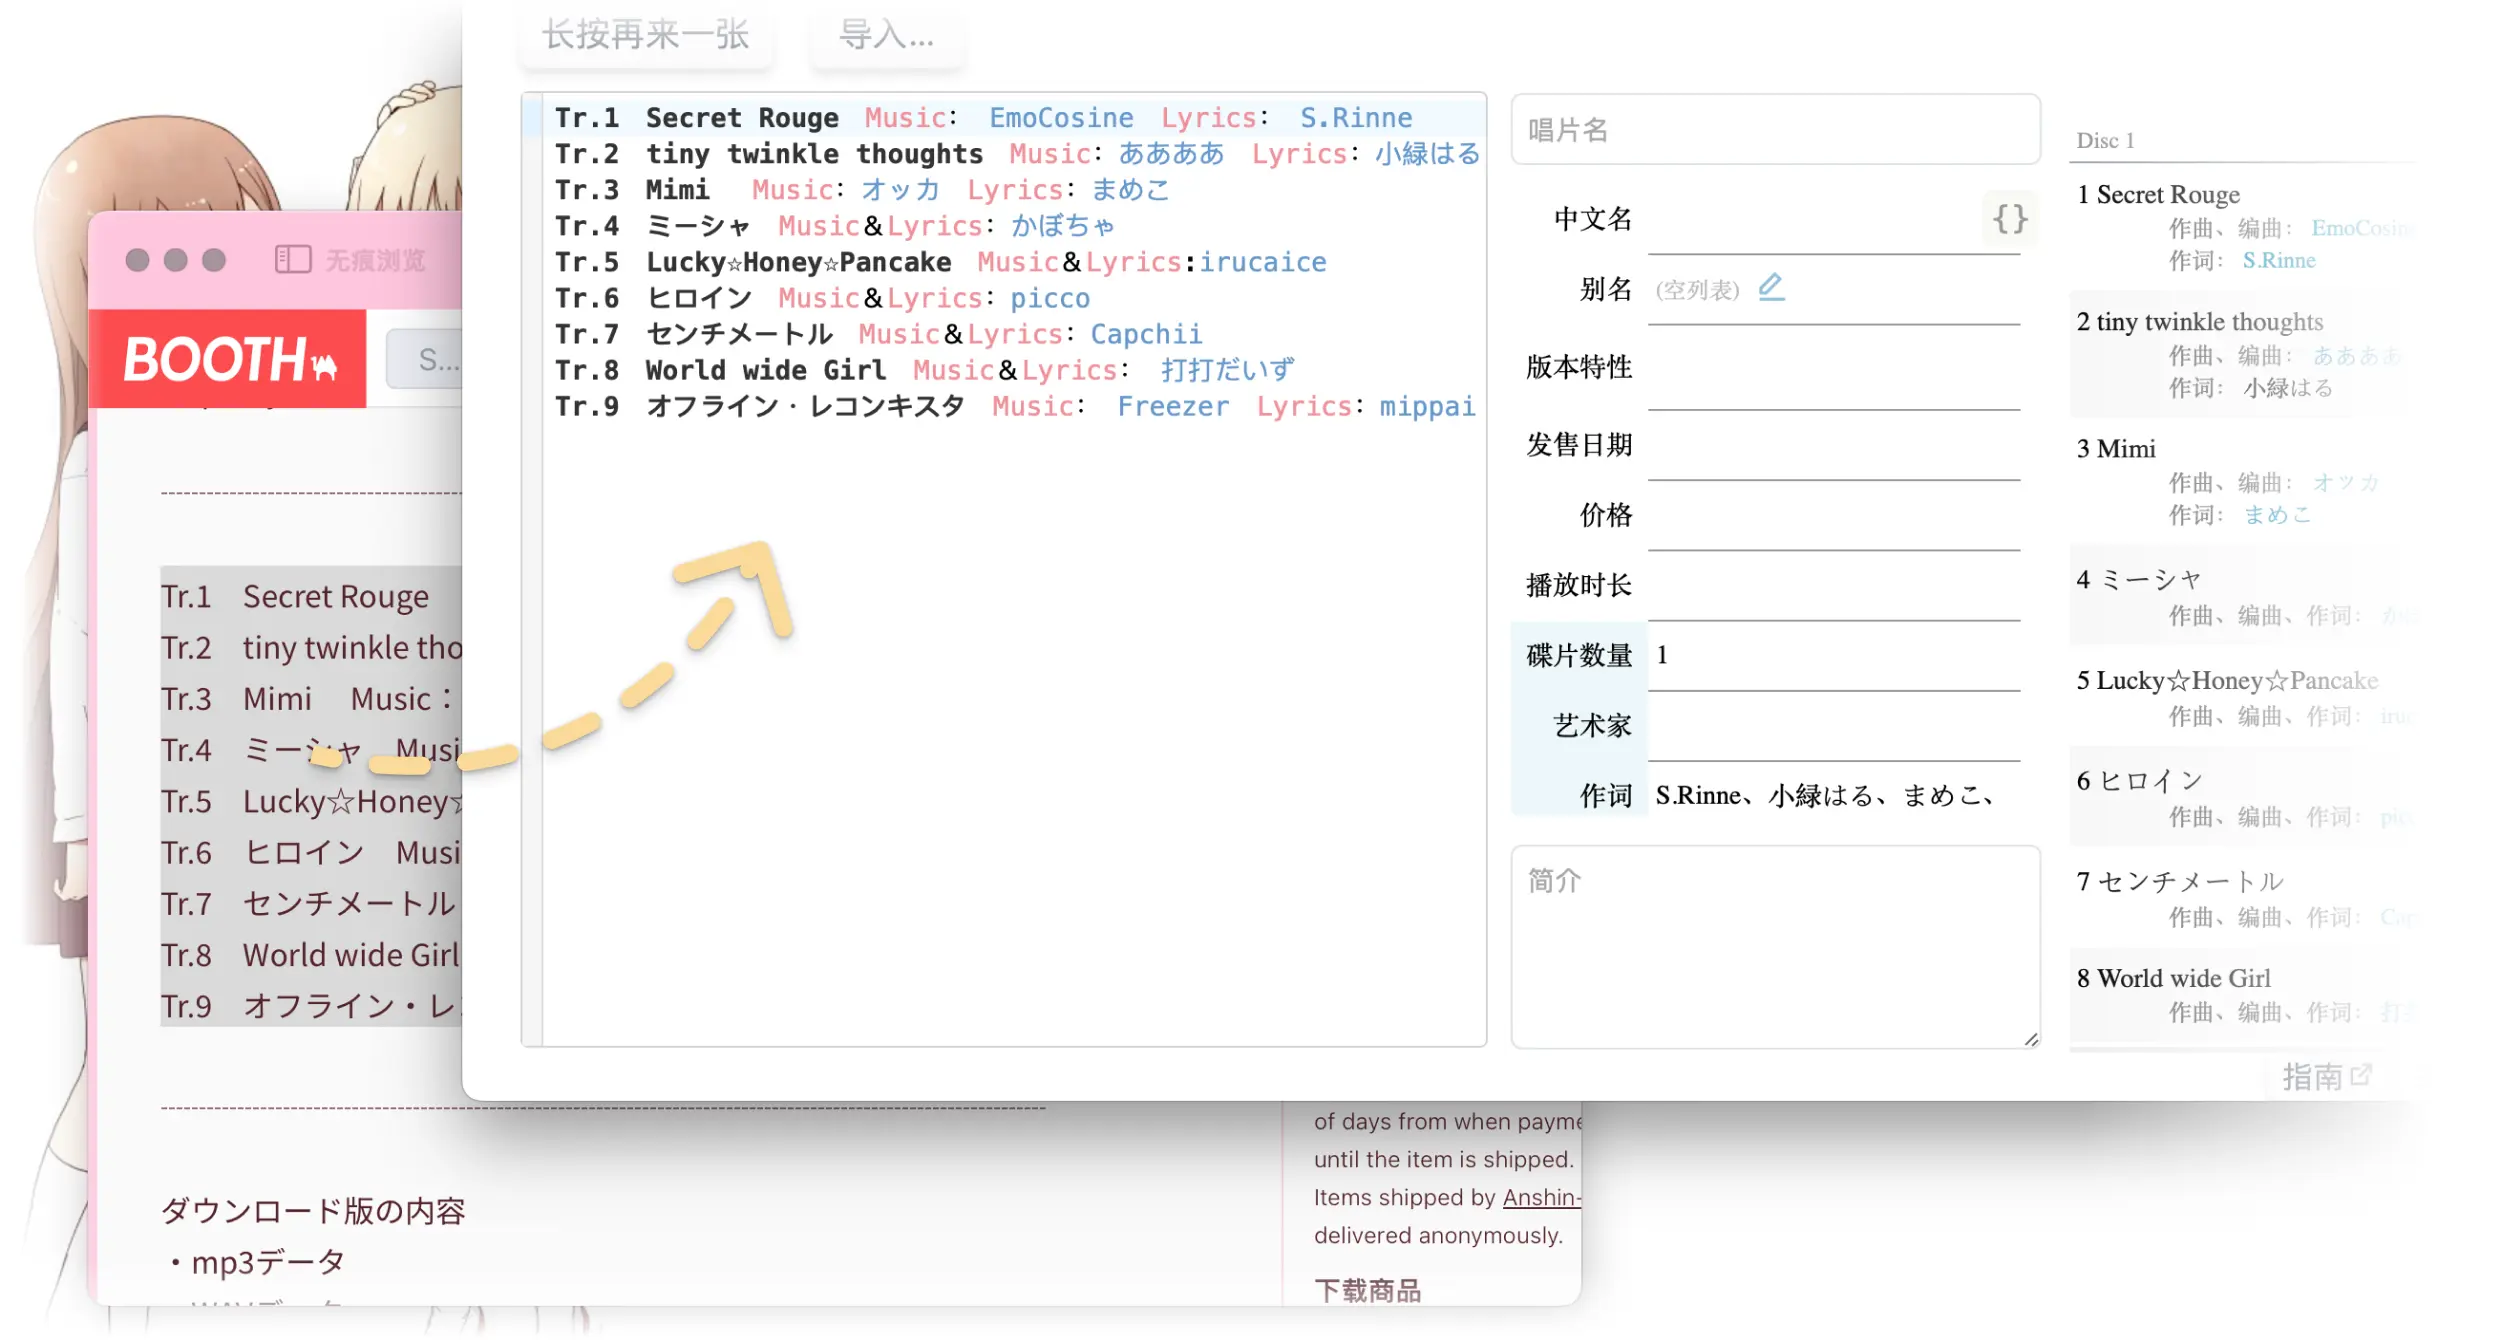 长按再来一张
导入...
Tr.1 Secret Rouge Music： EmoCosine Lyrics： S.Rinne
Tr.2 tiny twinkle thoughts Music：ああああ Lyrics：小緑はる
Tr.3 Mimi Music：オッカ Lyrics：まめこ
Tr.4 ミーシャ Music＆Lyrics：かぼちゃ
Tr.5 Lucky☆Honey☆Pancake Music＆Lyrics:irucaice
Tr.6 ヒロイン Music＆Lyrics：picco
Tr.7 センチメートル Music＆Lyrics：Capchii
Tr.8 World wide Girl Music＆Lyrics： 打打だいず
Tr.9 オフライン・レコンキスタ Music： Freezer Lyrics：mippai
唱片名
中文名
{}
别名 (空列表)
版本特性
发售日期
价格
播放时长
碟片数量 1
艺术家
作词 S.Rinne、小緑はる、まめこ、
简介
Disc 1
1 Secret Rouge
作曲、编曲： EmoCosine
作词： S.Rinne
2 tiny twinkle thoughts
作曲、编曲： ああああ
作词： 小緑はる
3 Mimi
作曲、编曲： オッカ
作词： まめこ
4 ミーシャ
作曲、编曲、作词： か
5 Lucky☆Honey☆Pancake
作曲、编曲、作词： iruc
6 ヒロイン
作曲、编曲、作词： picc
7 センチメートル
作曲、编曲、作词： Cap
8 World wide Girl
作曲、编曲、作词： 打
指南
无痕浏览
BOOTH
S...
Tr.1 Secret Rouge
Tr.2 tiny twinkle tho
Tr.3 Mimi Music：
Tr.4 ミーシャ Musi
Tr.5 Lucky☆Honey☆
Tr.6 ヒロイン Musi
Tr.7 センチメートル
Tr.8 World wide Girl
Tr.9 オフライン・レ
ダウンロード版の内容
・mp3データ
of days from when payme
until the item is shipped.
Items shipped by Anshin-
delivered anonymously.
下载商品